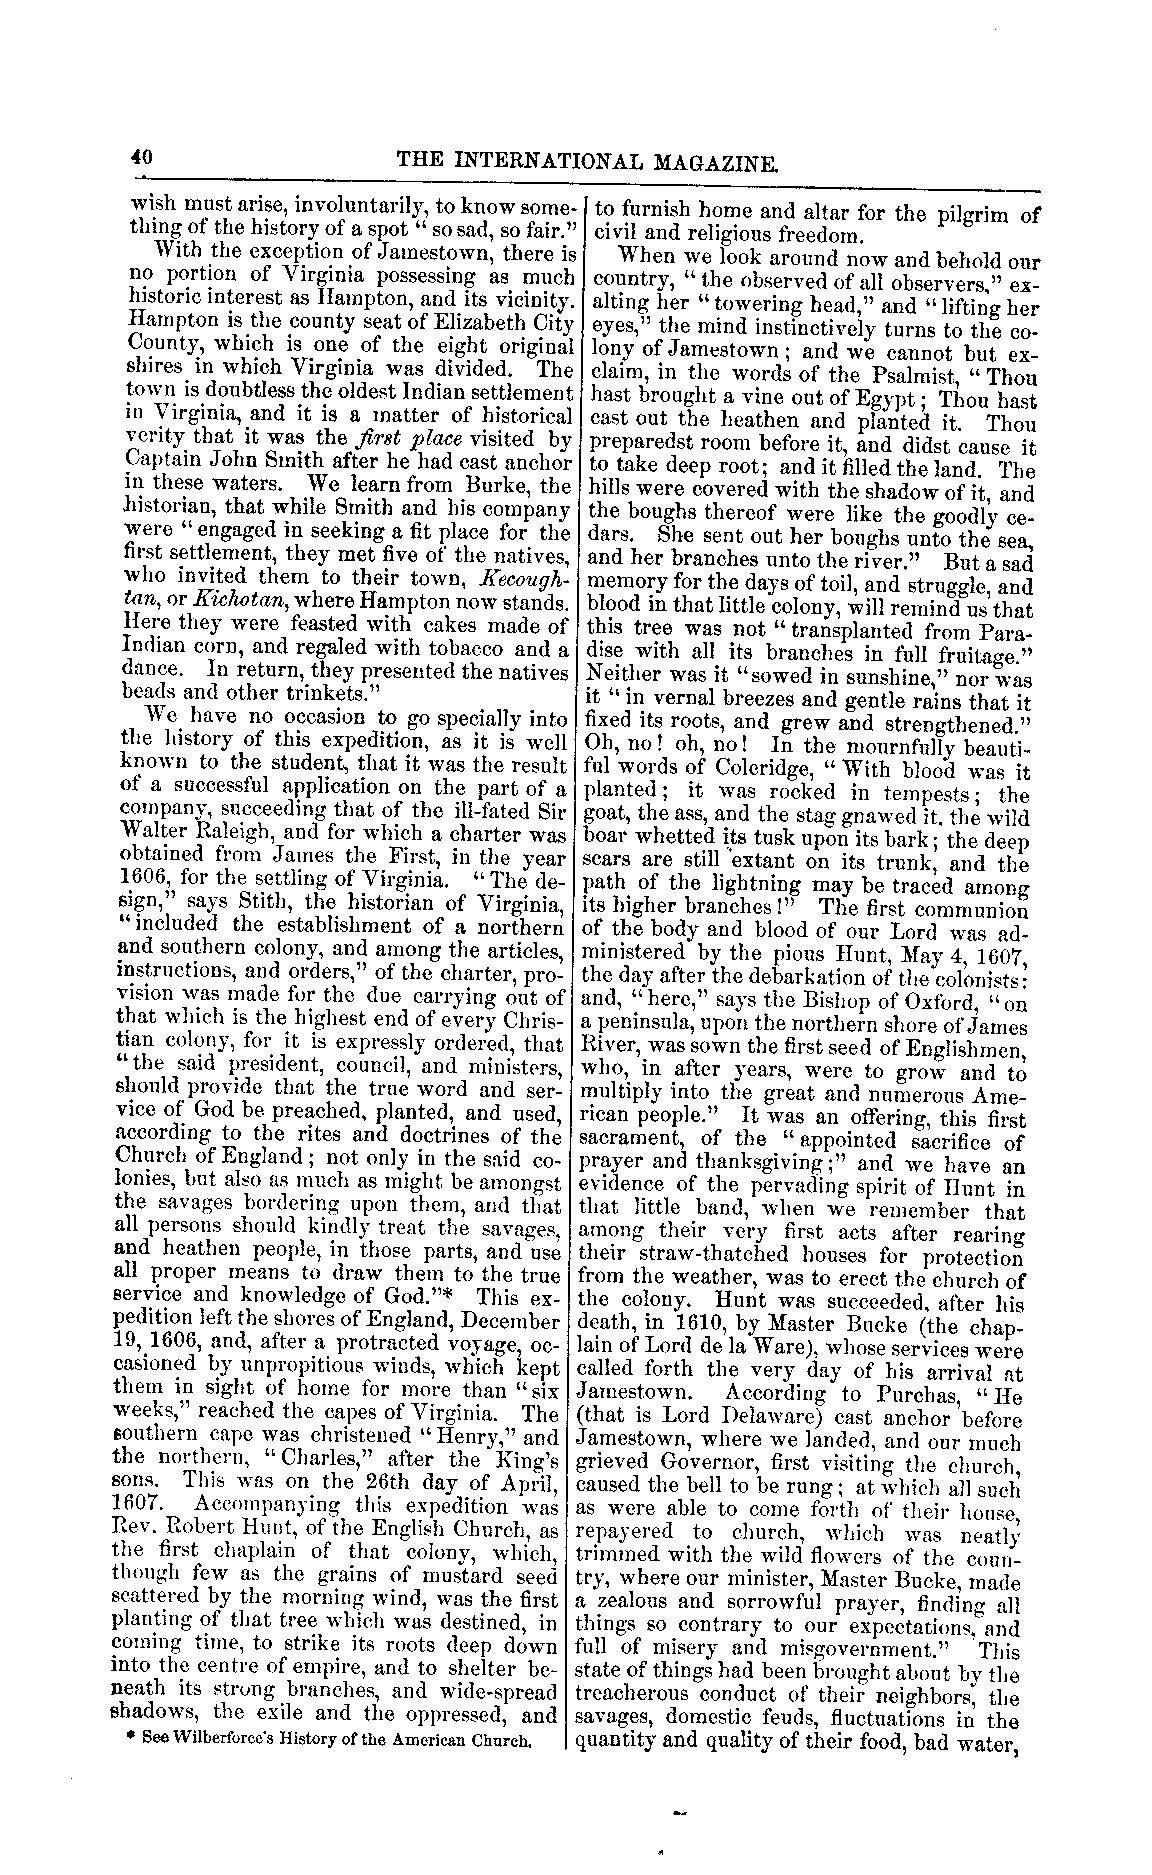 40
THE INTERNATIONAL MAGAZINE.
wish must arise, involuntarily, to know some-
thing of the history of a spot “ so sad, so fair.”
With the exception of Jamestown, there is
no portion of Virginia possessing as much
historic interest as Hampton, and its vicinity.
Hampton is the county seat of Elizabeth City
County, which is one of the eight original
shires in which Virginia was divided. The
town is doubtless the oldest Indian settlement
in Virginia, and it is a matter of historical
verity that it was the first place visited by
Captain John Smith after he had cast anchor
in these waters. We learn from Burke, the
historian, that while Smith and his company
were “ engaged in seeking a fit place for the
first settlement, they met five of the natives,
who invited them to their town, Kecough-
tan, or Kichotan, where Hampton now stands.
Here they were feasted with cakes made of
Indian corn, and regaled with tobacco and a
dance. In return, they presented the natives
beads and other trinkets.”
We have no occasion to go specially into
the history of this expedition, as it is well
known to the student, that it was the result
of a successful application on the part of a
company, succeeding that of the ill-fated Sir
Walter Raleigh, and for which a charter was
obtained from James the First, in the year
1606, for the settling of Virginia. “ The de-
sign,” says Stith, the historian of Virginia,
“ included the establishment of a northern
and southern colony, and among the articles,
instructions, and orders,” of the charter, pro-
vision was made for the due carrying out of
that which is the highest end of every Chris-
tian colony, for it is expressly ordered, that
“the said president, council, and ministers,
should provide that the true word and ser-
vice of God be preached, planted, and used,
according to the rites and doctrines of the
Church of England ; not only in the said co-
lonies, but also as much as might be amongst
the savages bordering upon them, and that
all persons should kindly treat the savages,
and heathen people, in those parts, and use
all proper means to draw them to the true
service and knowledge of God.”* This ex-
pedition left the shores of England, December
19, 1606, and, after a protracted voyage, oc-
casioned by unpropitious winds, which kept
them in sight of home for more than “six
weeks,” reached the capes of Virginia. The
southern cape was christened “ Henry,” and
the northern, “ Charles,” after the King’s
sons. This was on the 26th day of April,
1607. Accompanying this expedition was
Rev. Robert Hunt, of the English Church, as
the first chaplain of that colony, which,
though few as the grains of mustard seed
scattered by the morning wind, was the first
planting of that tree which was destined, in
coming time, to strike its roots deep down
into the centre of empire, and to shelter be-
neath its strong branches, and wide-spread
shadows, the exile and the oppressed, and
* See Wilberforce’s History of the American Church.
to furnish home and altar for the pilgrim of
civil and religious freedom.
When we look around now and behold our
country, “ the observed of all observers,” ex-
alting her “ towering head,” and “ lifting her
eyes,” the mind instinctively turns to the co-
lony of Jamestown ; and we cannot but ex-
claim, in the words of the Psalmist, “ Thou
hast brought a vine out of Egypt ; Thou hast
cast out the heathen and planted it. Thou
preparedst room before it, and didst cause it
to take deep root; and it filled the land. The
hills were covered with the shadow of it, and
the boughs thereof were like the goodly ce-
dars. She sent out her boughs unto the sea,
and her branches unto the river.” But a sad
memory for the days of toil, and struggle, and
blood in that little colony, will remind us that
this tree was not “ transplanted from Para-
dise with all its branches in full fruitage.”
Neither was it “sowed in sunshine,” nor was
it “ in vernal breezes and gentle rains that it
fixed its roots, and grew and strengthened.”
Oh, no ! oh, no ! In the mournfully beauti-
ful words of Coleridge, “ With blood was it
planted ; it was rocked in tempests ; the
goat, the ass, and the stag gnawed it, the wild
boar whetted its tusk upon its bark ; the deep
scars are still extant on its trunk, and the
path of the lightning may be traced among
its higher branches !” The first communion
of the body and blood of our Lord was ad-
ministered by the pious Hunt, May 4, 1607,
the day after the debarkation of the colonists:
and, “here,” says the Bishop of Oxford, “on
a peninsula, upon the northern shore of James
River, was sown the first seed of Englishmen,
who, in after years, were to grow and to
multiply into the great and numerous Ame-
rican people.” It was an offering, this first
sacrament, of the “ appointed sacrifice of
prayer and thanksgiving ;” and we have an
evidence of the pervading spirit of Hunt in
that little band, when we remember that
among their very first acts after rearing
their straw-thatched houses for protection
from the weather, was to erect the church of
the colony. Hunt was succeeded, after his
death, in 1610, by Master Bucke (the chap-
lain of Lord de la Ware), whose services were
called forth the very day of his arrival at
Jamestown. According to Purchas, “ He
(that is Lord Delaware) cast anchor before
Jamestown, where we landed, and our much
grieved Governor, first visiting the church,
caused the bell to be rung ; at which all such
as were able to come forth of their house,
repayered to church, which was neatly
trimmed with the wild flowers of the coun-
try, where our minister, Master Bucke, made
a zealous and sorrowful prayer, finding all
things so contrary to our expectations, and
full of misery and misgovernment.” This
state of things had been brought about by the
treacherous conduct of their neighbors, the
savages, domestic feuds, fluctuations in the
quantity and quality of their food, bad water,